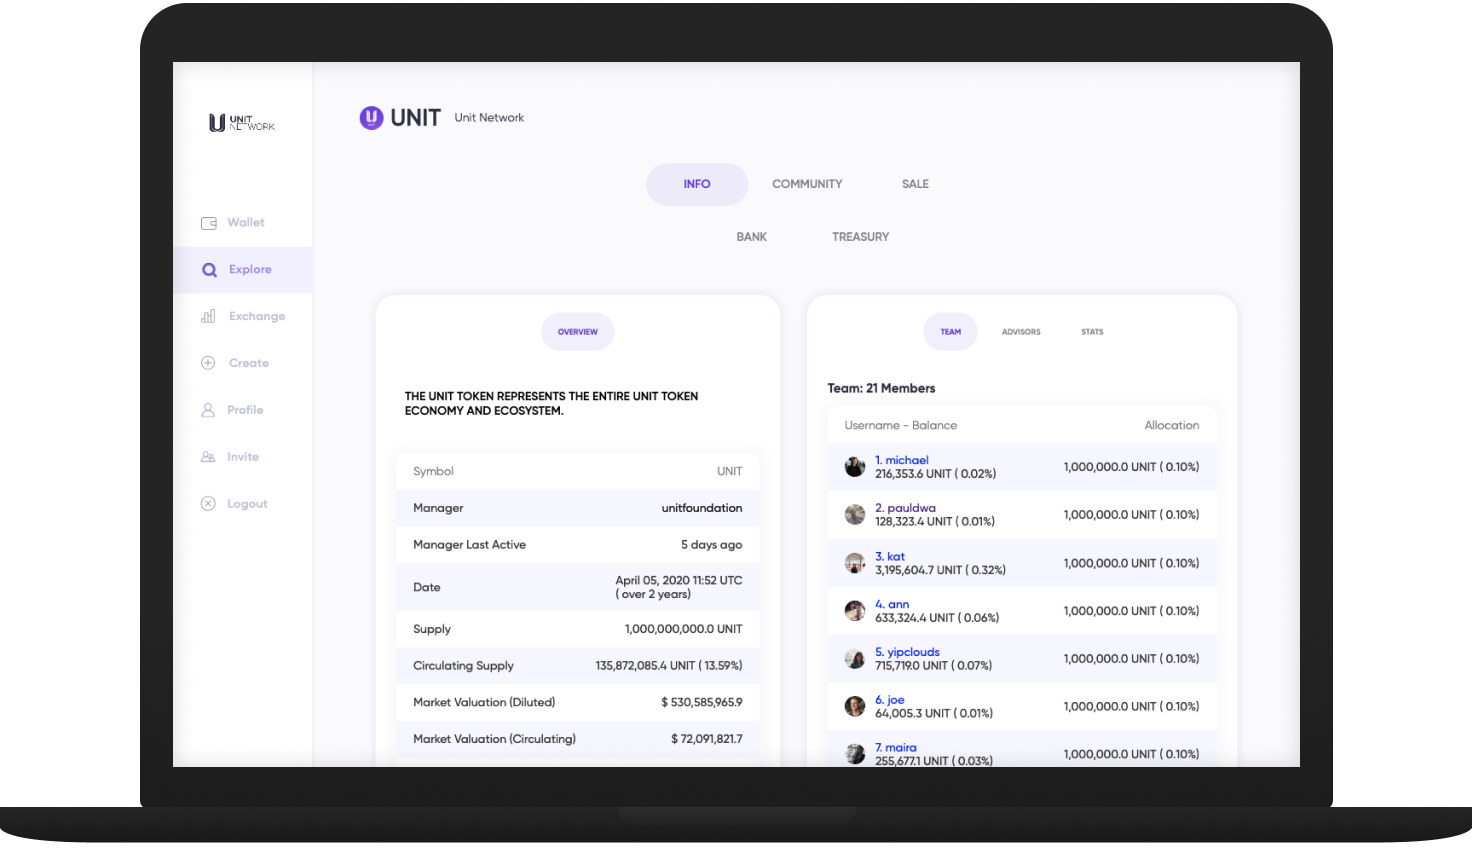 UNIT
NETWORK
Wallet
Explore
Exchange
Create
Profile
Invite
Logout
UNIT Unit Network
INFO COMMUNITY SALE
BANK TREASURY
OVERVIEW
THE UNIT TOKEN REPRESENTS THE ENTIRE UNIT TOKEN
ECONOMY AND ECOSYSTEM.
Symbol UNIT
Manager unitfoundation
Manager Last Active 5 days ago
Date April 05, 2020 11:52 UTC
( over 2 years)
Supply 1,000,000,000.0 UNIT
Circulating Supply 135,872,085.4 UNIT ( 13.59%)
Market Valuation (Diluted) $ 530,585,965.9
Market Valuation (Circulating) $ 72,091,821.7
TEAM ADVISORS STATS
Team: 21 Members
Username - Balance Allocation
1. michael
216,353.6 UNIT ( 0.02%) 1,000,000.0 UNIT ( 0.10%)
2. pauldwa
128,323.4 UNIT ( 0.01%) 1,000,000.0 UNIT ( 0.10%)
3. kat
3,195,604.7 UNIT ( 0.32%) 1,000,000.0 UNIT ( 0.10%)
4. ann
633,324.4 UNIT ( 0.06%) 1,000,000.0 UNIT ( 0.10%)
5. yipclouds
715,719.0 UNIT ( 0.07%) 1,000,000.0 UNIT ( 0.10%)
6. joe
64,005.3 UNIT ( 0.01%) 1,000,000.0 UNIT ( 0.10%)
7. maira
255,677.1 UNIT ( 0.03%) 1,000,000.0 UNIT ( 0.10%)